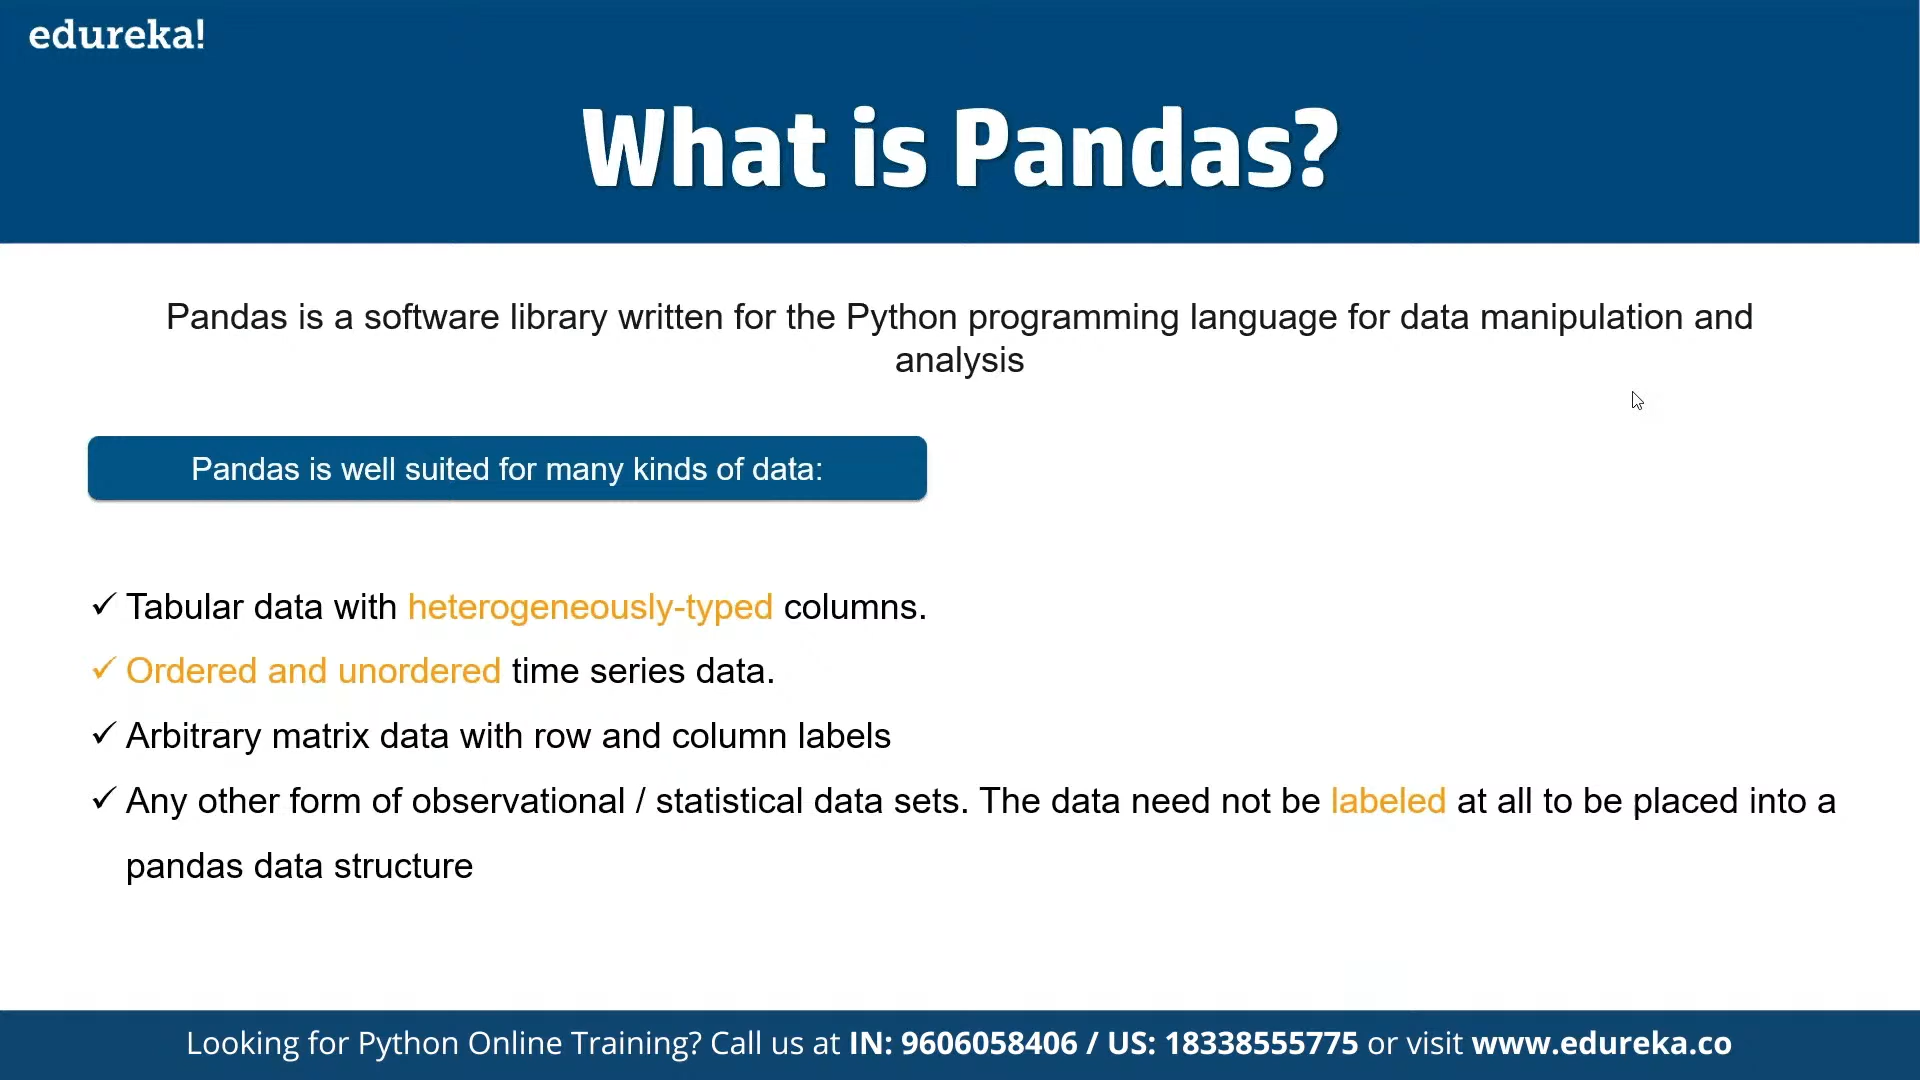 edureka!
What is Pandas?
Pandas is a software library written for the Python programming language for data manipulation and
analysis
Pandas is well suited for many kinds of data:
✓ Tabular data with heterogeneously-typed columns.
✓ Ordered and unordered time series data.
✓ Arbitrary matrix data with row and column labels
✓ Any other form of observational / statistical data sets. The data need not be labeled at all to be placed into a
pandas data structure
Looking for Python Online Training? Call us at IN: 9606058406 / US: 18338555775 or visit www.edureka.co